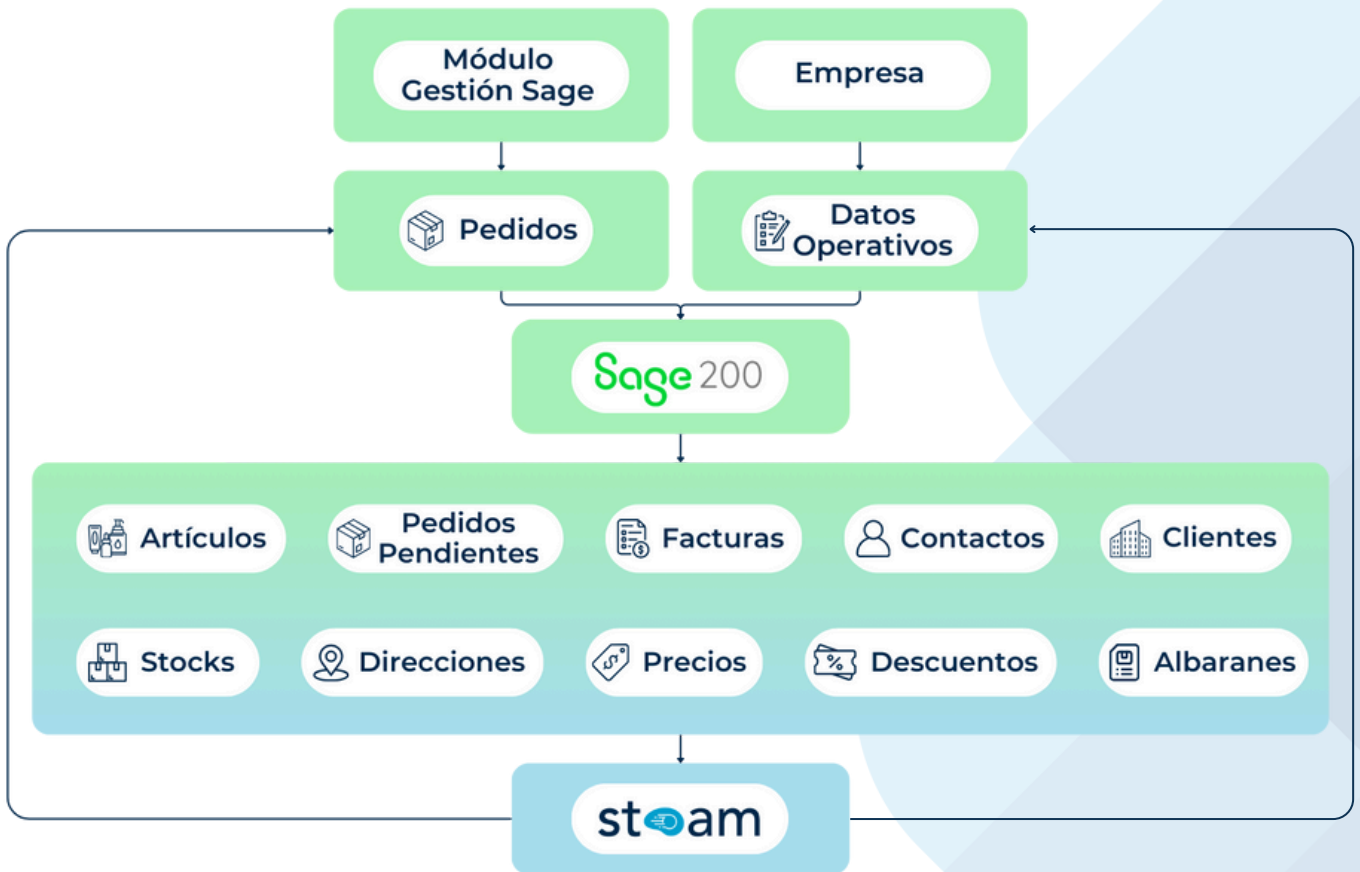 Módulo
Gestión Sage
Empresa
Pedidos
Datos
Operativos
Sage 200
Artículos
Pedidos
Pendientes
Facturas
Contactos
Clientes
Stocks
Direcciones
Precios
Descuentos
Albaranes
stoam